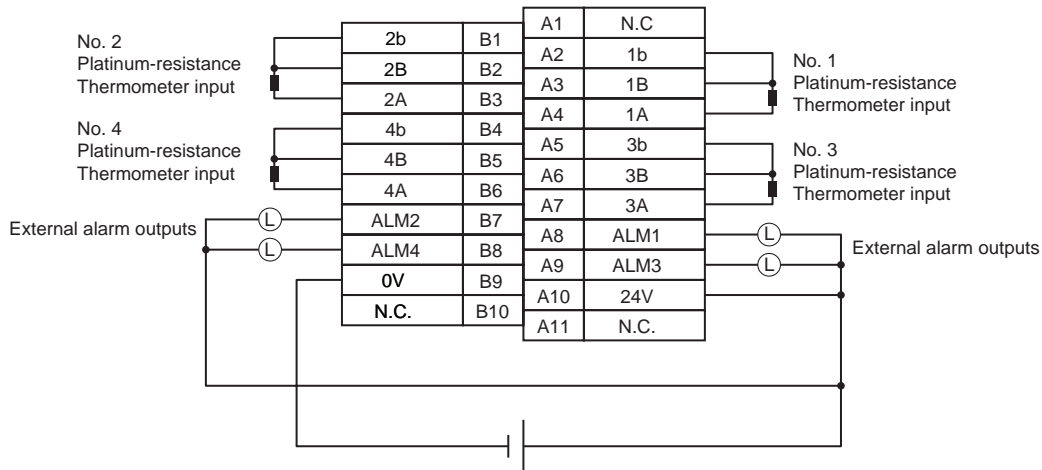 No. 2
Platinum-resistance
Thermometer input
No. 4
Platinum-resistance
Thermometer input
External alarm outputs
2b B1
2B B2
2A B3
4b B4
4B B5
4A B6
ALM2 B7
ALM4 B8
0V B9
N.C. B10
L
L
A1 N.C
A2 1b
A3 1B
A4 1A
A5 3b
A6 3B
A7 3A
A8 ALM1
A9 ALM3
A10 24V
A11 N.C.
L
L
No. 1
Platinum-resistance
Thermometer input
No. 3
Platinum-resistance
Thermometer input
External alarm outputs